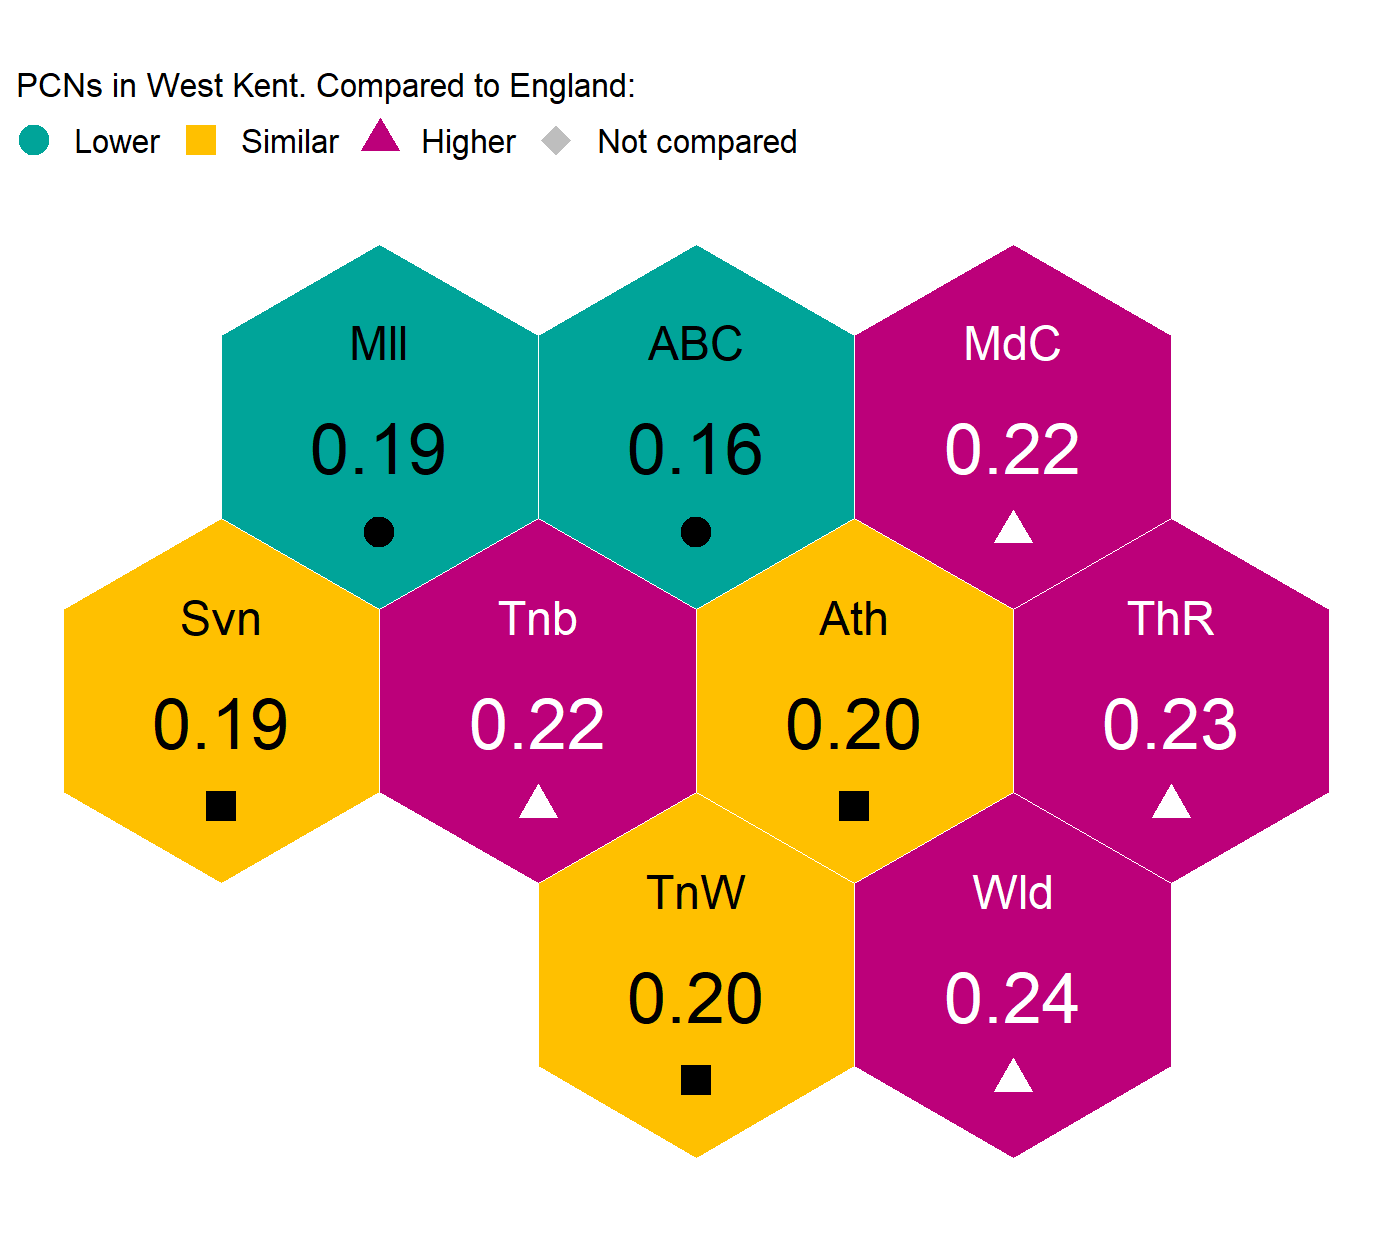 PCNs in West Kent. Compared to England:
Lower Similar Higher Not compared
Mll ABC MdC
0.19 0.16 0.22
Svn Tnb Ath ThR
0.19 0.22 0.20 0.23
TnW Wld
0.20 0.24